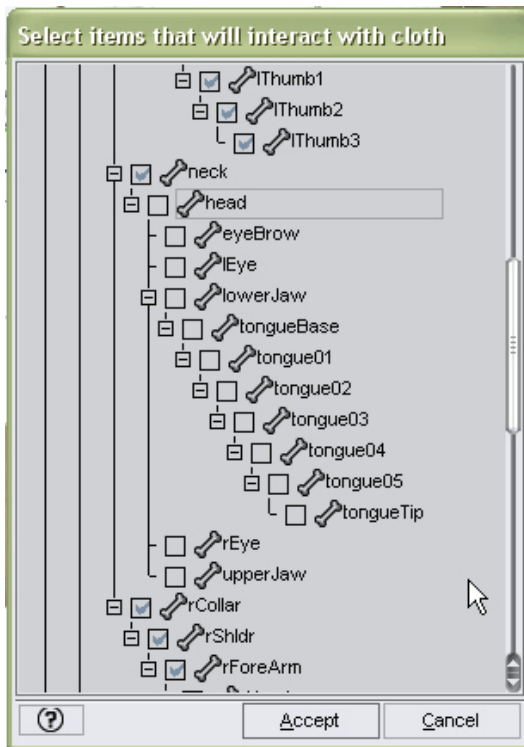 Select items that will interact with cloth
lThumb1
lThumb2
lThumb3
neck
head
eyeBrow
lEye
lowerJaw
tongueBase
tongue01
tongue02
tongue03
tongue04
tongue05
tongueTip
rEye
upperJaw
rCollar
rShldr
rForeArm
?
Accept
Cancel